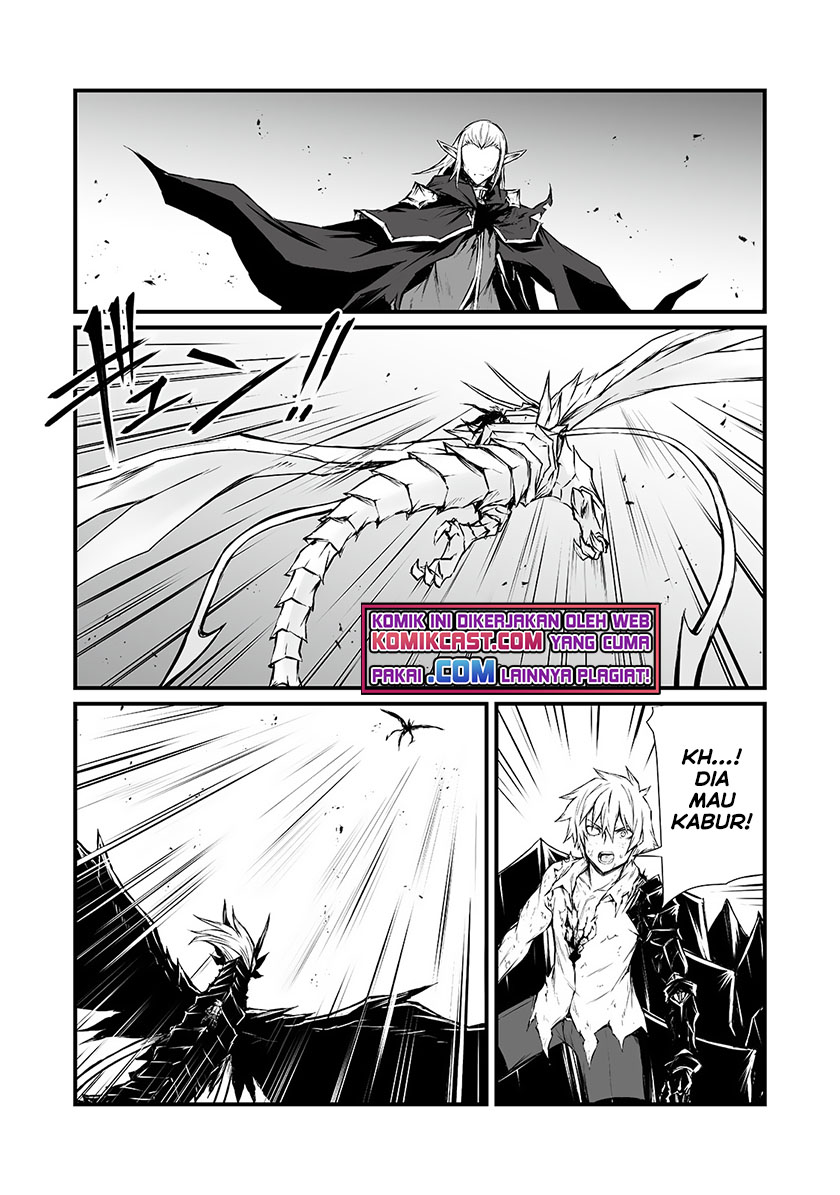 ギュン!!
KOMIK INI DIKERJAKAN OLEH WEB
KOMIKCAST.COM YANG CUMA
PAKAI .COM LAINNYA PLAGIAT!
KH...!
DIA
MAU
KABUR!